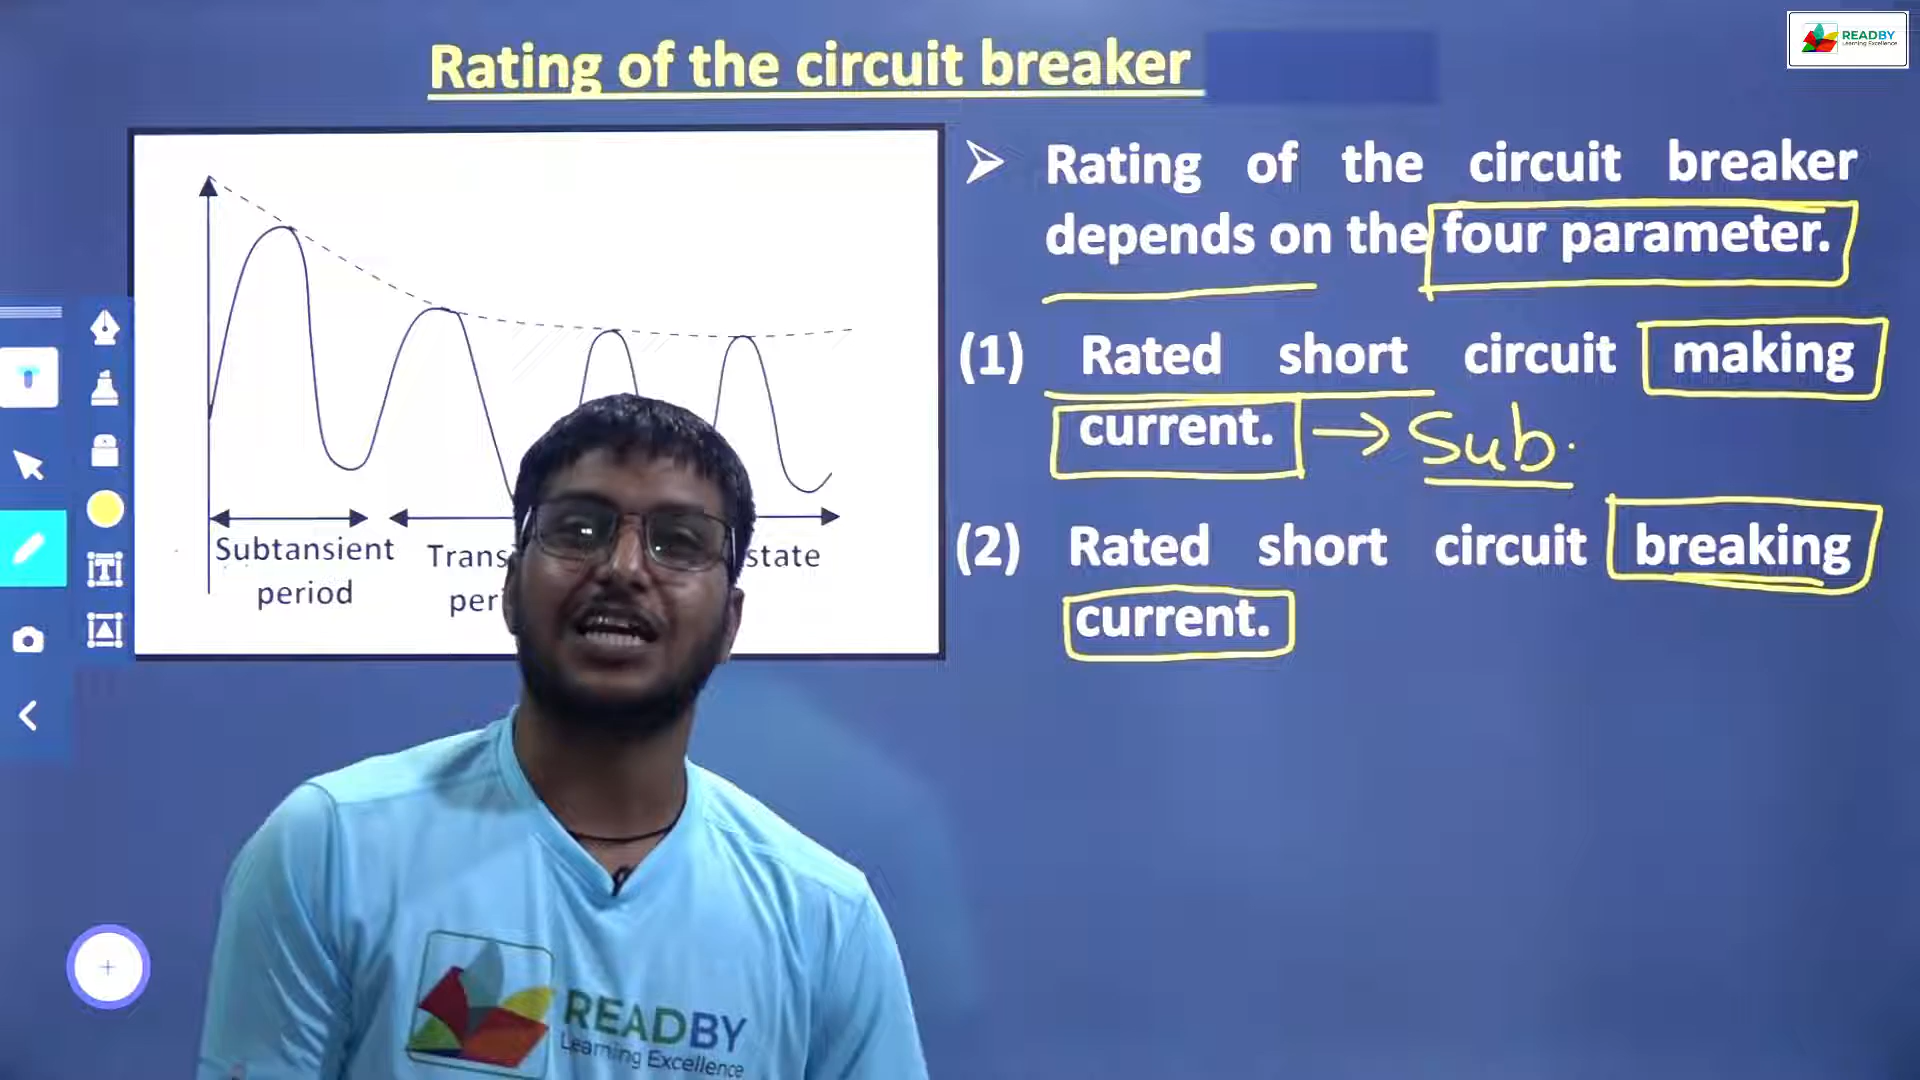 Rating of the circuit breaker
READBY
Learning Excellence
Rating of the circuit breaker
depends on the four parameter.
(1) Rated short circuit making
current. → Sub.
(2) Rated short circuit breaking
current.
Subtansient
period
Trans
peri
state
READBY
Learning Excellence